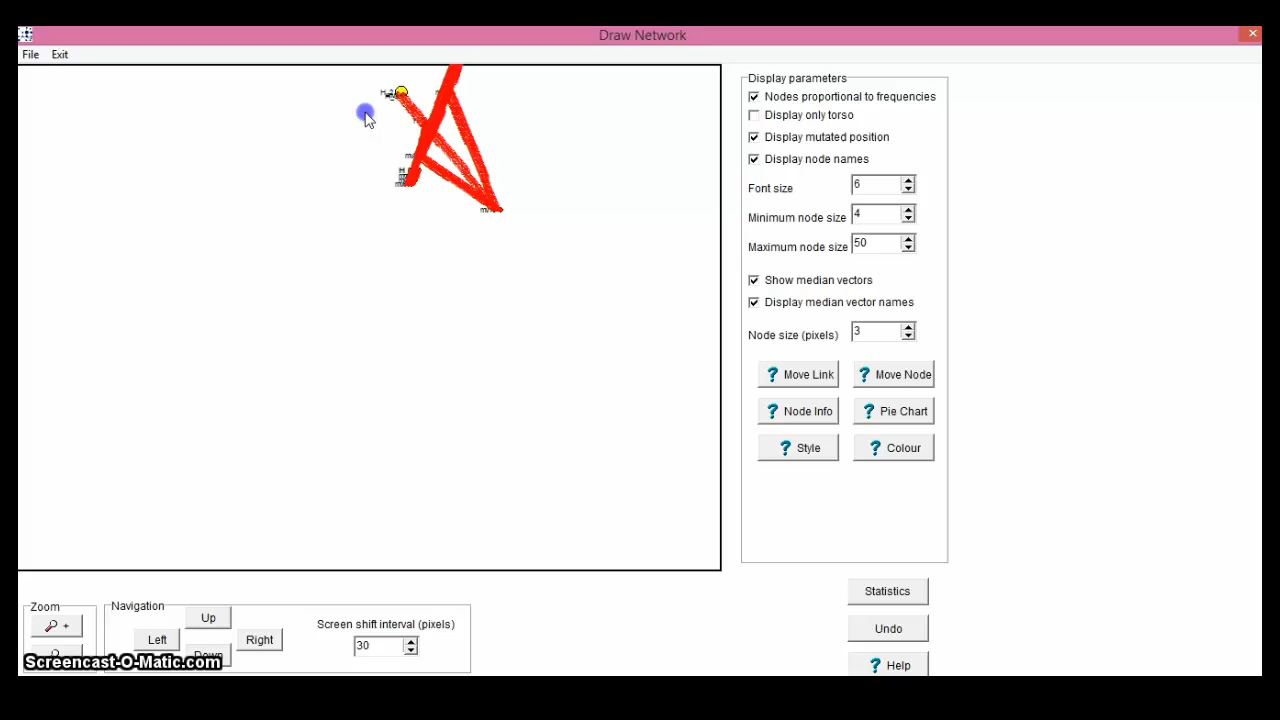 Draw Network
File Exit
Display parameters
Nodes proportional to frequencies
Display only torso
Display mutated position
Display node names
Font size 6
Minimum node size 4
Maximum node size 50
Show median vectors
Display median vector names
Node size (pixels) 3
? Move Link ? Move Node
? Node Info ? Pie Chart
? Style ? Colour
Statistics
Undo
? Help
Zoom
+
Navigation
Up
Left Right
Down
Screen shift interval (pixels)
30
Screencast-O-Matic.com